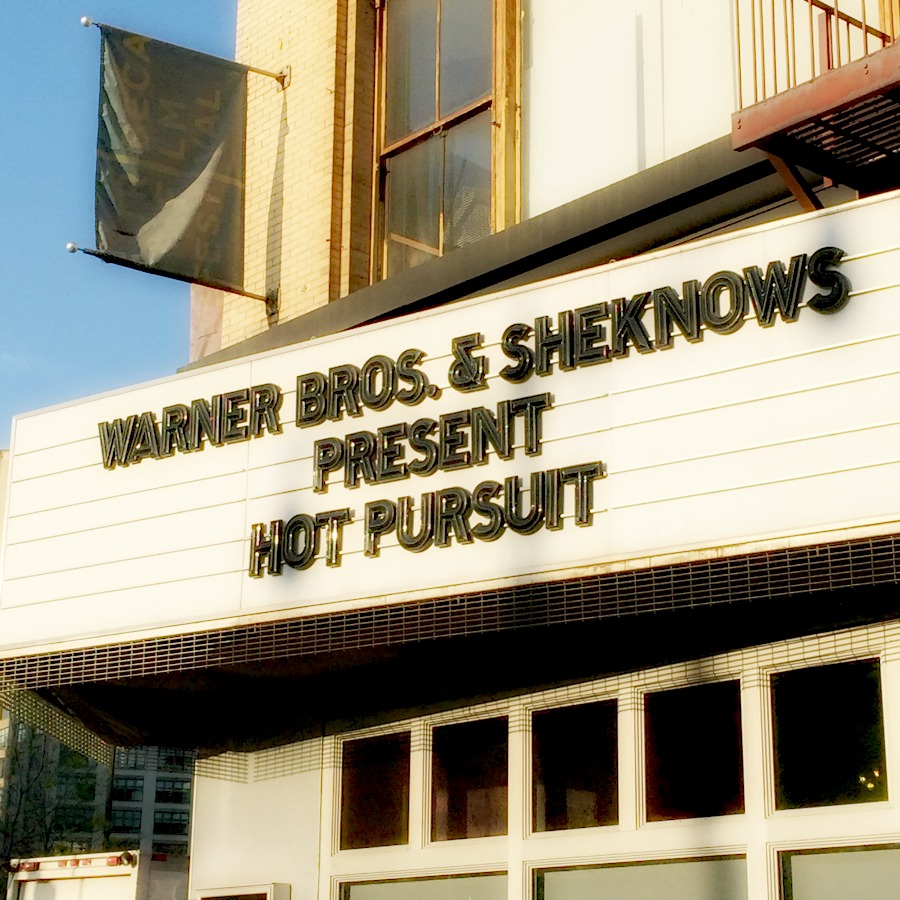 WARNER BROS. & SHEKNOWS
PRESENT
HOT PURSUIT